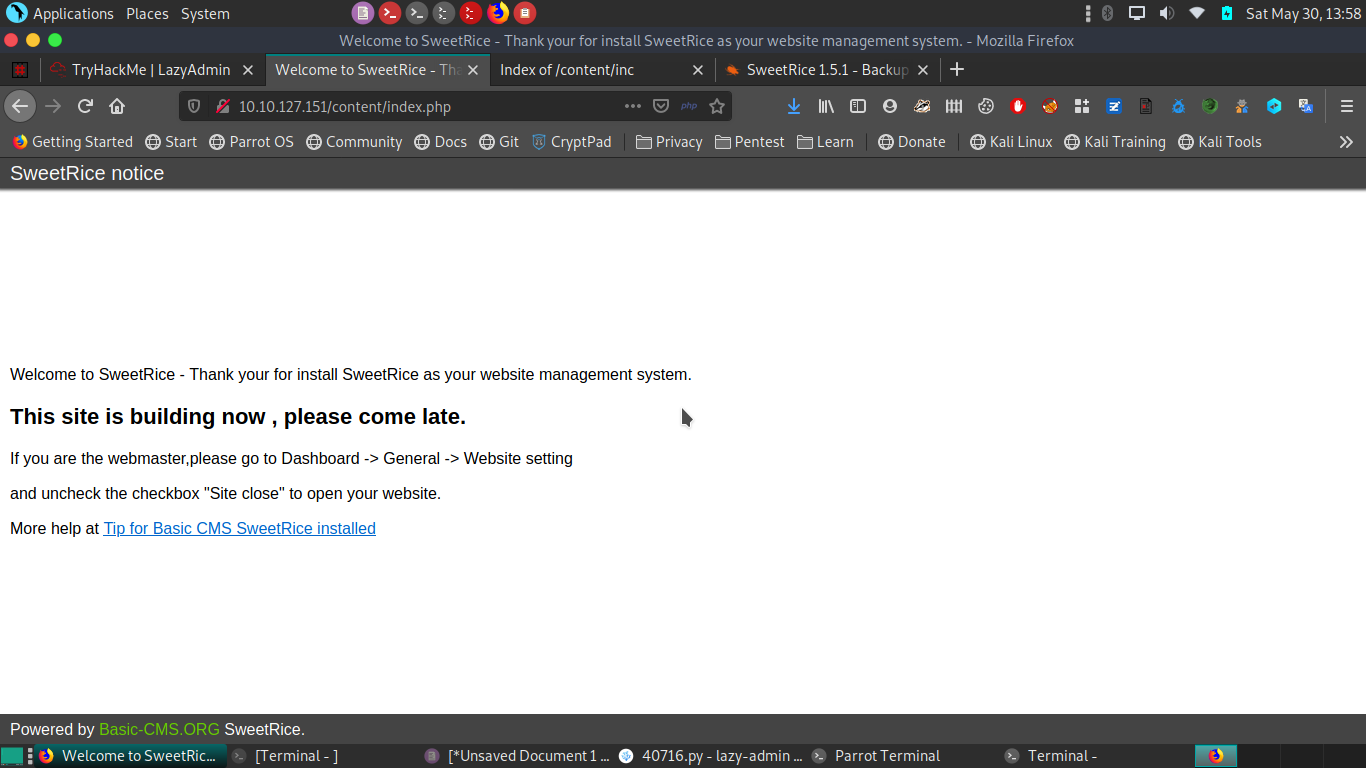 Applications Places System Sat May 30, 13:58
Welcome to SweetRice - Thank your for install SweetRice as your website management system. - Mozilla Firefox
TryHackMe | LazyAdmin Welcome to SweetRice - Tha Index of /content/inc SweetRice 1.5.1 - Backup
10.10.127.151/content/index.php php
Getting Started Start Parrot OS Community Docs Git CryptPad Privacy Pentest Learn Donate Kali Linux Kali Training Kali Tools
SweetRice notice
Welcome to SweetRice - Thank your for install SweetRice as your website management system.
This site is building now , please come late.
If you are the webmaster,please go to Dashboard -> General -> Website setting
and uncheck the checkbox "Site close" to open your website.
More help at Tip for Basic CMS SweetRice installed
Powered by Basic-CMS.ORG SweetRice.
Welcome to SweetRic... [Terminal - ] [*Unsaved Document 1 ... 40716.py - lazy-admin ... Parrot Terminal Terminal -